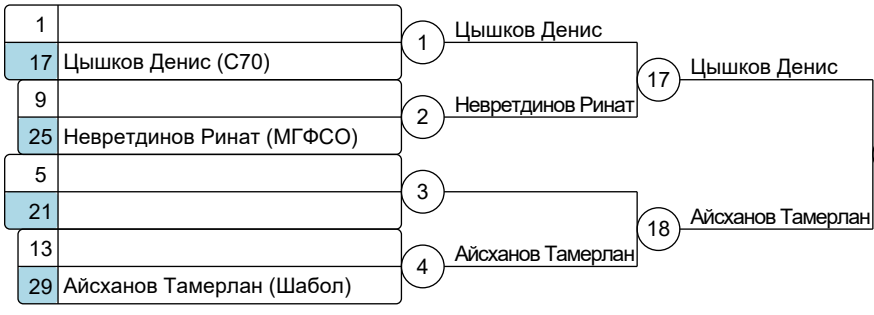 1
17 Цышков Денис (С70)
9
25 Невретдинов Ринат (МГФСО)
5
21
13
29 Айсханов Тамерлан (Шабол)
1
2
3
4
Цышков Денис
Невретдинов Ринат
Айсханов Тамерлан
17
18
Цышков Денис
Айсханов Тамерлан